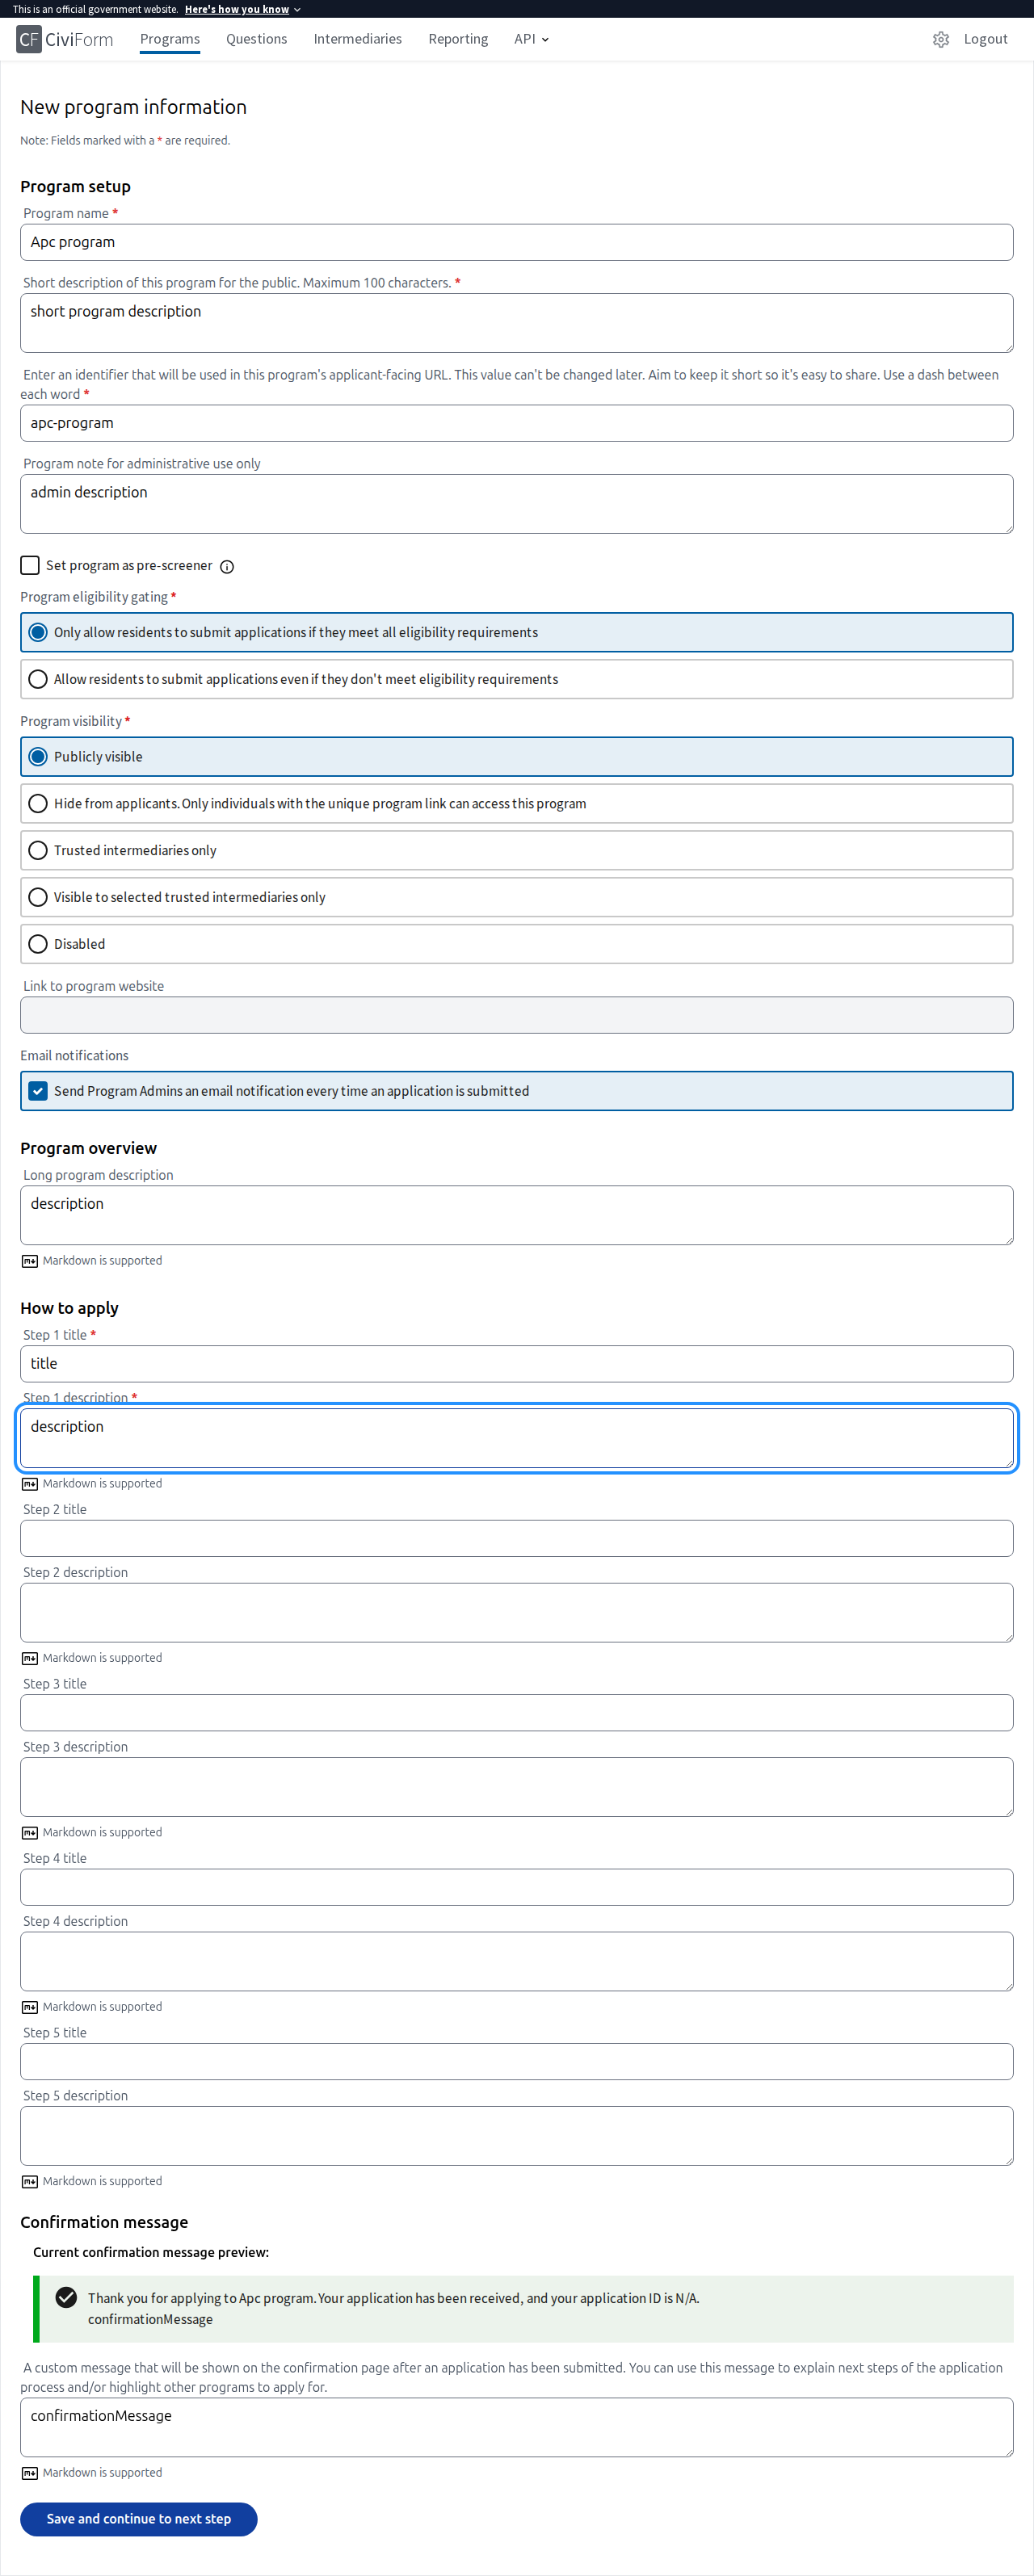 This is an official government website. Here's how you know
CF CiviForm Programs Questions Intermediaries Reporting API Logout
New program information
Note: Fields marked with a * are required.
Program setup
Program name *
Apc program
Short description of this program for the public. Maximum 100 characters. *
short program description
Enter an identifier that will be used in this program's applicant-facing URL. This value can't be changed later. Aim to keep it short so it's easy to share. Use a dash between
each word *
apc-program
Program note for administrative use only
admin description
Set program as pre-screener
Program eligibility gating *
Only allow residents to submit applications if they meet all eligibility requirements
Allow residents to submit applications even if they don't meet eligibility requirements
Program visibility *
Publicly visible
Hide from applicants. Only individuals with the unique program link can access this program
Trusted intermediaries only
Visible to selected trusted intermediaries only
Disabled
Link to program website
Email notifications
Send Program Admins an email notification every time an application is submitted
Program overview
Long program description
description
Markdown is supported
How to apply
Step 1 title *
title
Step 1 description *
description
Markdown is supported
Step 2 title
Step 2 description
Markdown is supported
Step 3 title
Step 3 description
Markdown is supported
Step 4 title
Step 4 description
Markdown is supported
Step 5 title
Step 5 description
Markdown is supported
Confirmation message
Current confirmation message preview:
Thank you for applying to Apc program. Your application has been received, and your application ID is N/A.
confirmationMessage
A custom message that will be shown on the confirmation page after an application has been submitted. You can use this message to explain next steps of the application
process and/or highlight other programs to apply for.
confirmationMessage
Markdown is supported
Save and continue to next step